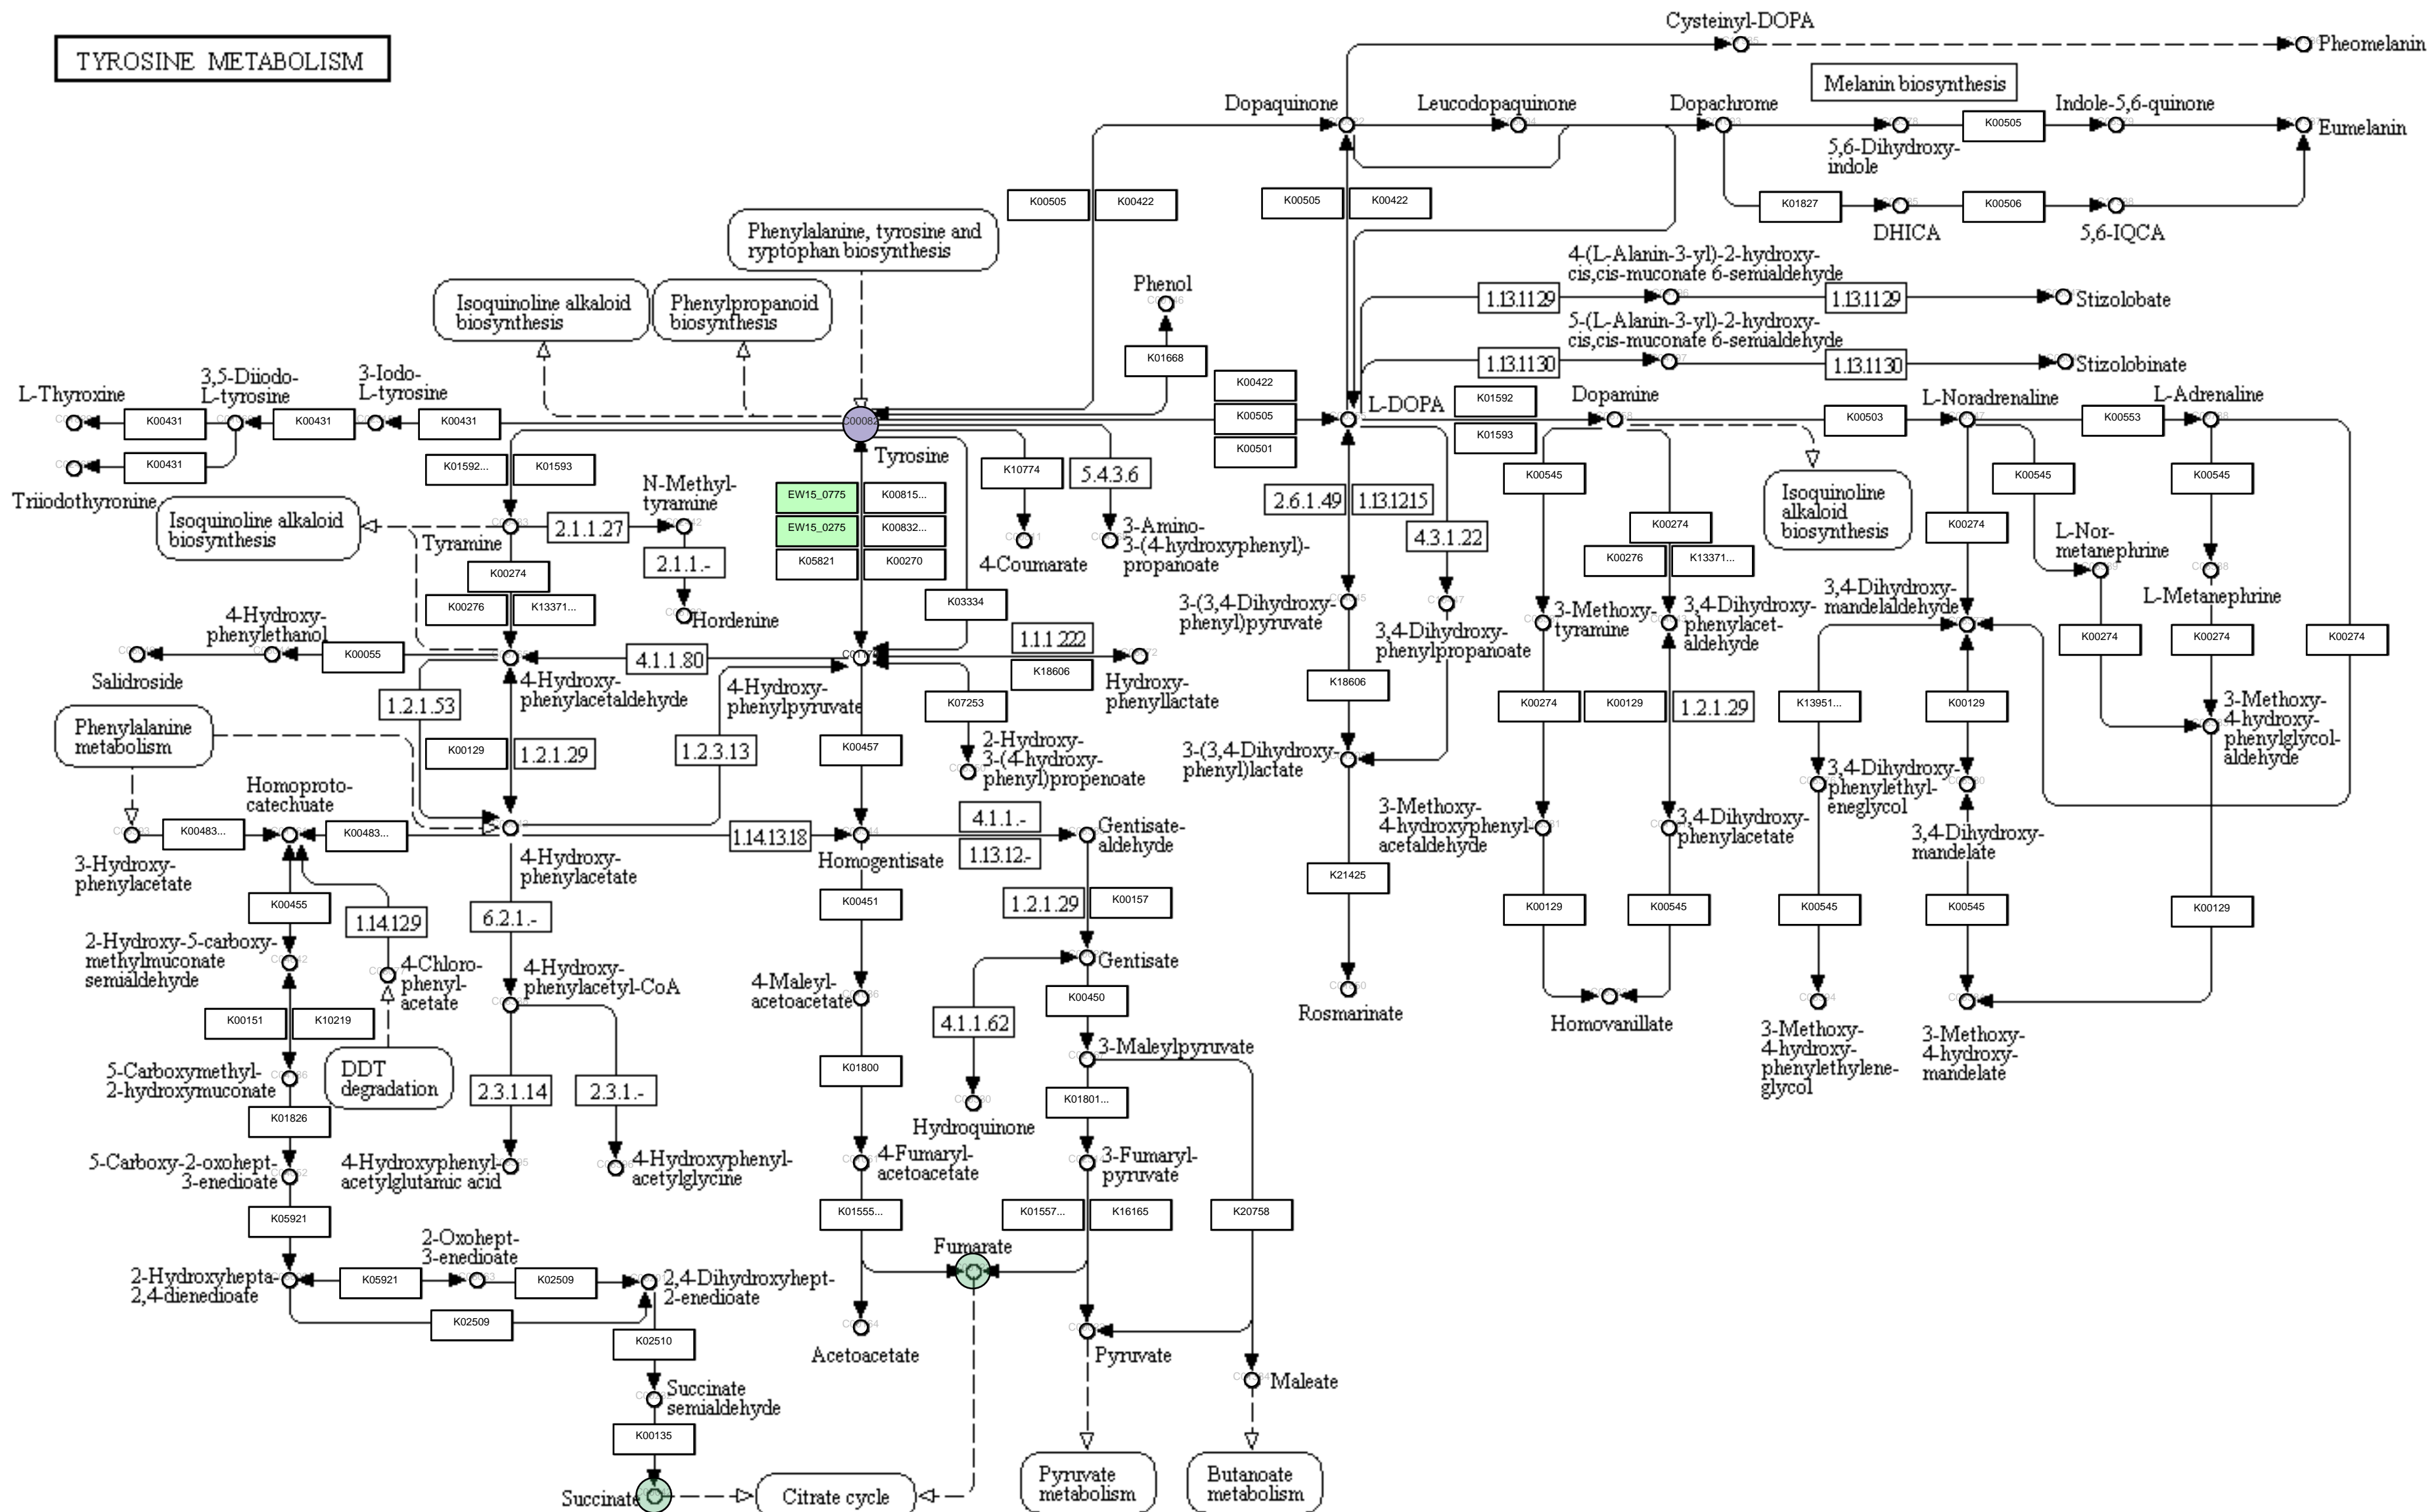 TYROSINE METABOLISM
Cysteinyl-DOPA
Pheomelanin
Melanin biosynthesis
Dopaquinone
Leucodopaquinone
Dopachrome
Indole-5,6-quinone
K00505
Eumelanin
5,6-Dihydroxy-
indole
K00505
K00422
K00505
K00422
K01827
K00506
DHICA
5,6-IQCA
Phenylalanine, tyrosine and
ryptophan biosynthesis
Isoquinoline alkaloid
biosynthesis
Phenylpropanoid
biosynthesis
Phenol
K01668
4-(L-Alanin-3-yl)-2-hydroxy-
cis,cis-muconate 6-semialdehyde
1.13.1129
1.13.1129
Stizolobate
5-(L-Alanin-3-yl)-2-hydroxy-
cis,cis-muconate 6-semialdehyde
1.13.1130
1.13.1130
Stizolobinate
L-Thyroxine
3,5-Diiodo-
L-tyrosine
3-Iodo-
L-tyrosine
K00431
K00431
K00431
K00431
Triiodothyronine
C00082
Tyrosine
K00422
K00505
K00501
L-DOPA
K01592
K01593
Dopamine
K00503
L-Noradrenaline
K00553
L-Adrenaline
K01592...
K01593
N-Methyl-
tyramine
Isoquinoline alkaloid
biosynthesis
Tyramine
2.1.1.27
2.1.1.-
Hordenine
K00274
K00276
K13371...
EW15_0775
K00815...
EW15_0275
K00832...
K05821
K00270
K10774
5.4.3.6
4-Coumarate
3-Amino-
3-(4-hydroxyphenyl)-
propanoate
K03334
2.6.1.49
1.13.1215
4.3.1.22
K00545
K00274
K00276
K13371...
Isoquinoline
alkaloid
biosynthesis
K00274
K00545
K00545
L-Nor-
metanephrine
L-Metanephrine
K00274
K00274
K00274
4-Hydroxy-
phenylethanol
K00055
Salidroside
4-Hydroxy-
phenylacetaldehyde
4.1.1.80
4-Hydroxy-
phenylpyruvate
1.1.1.222
K18606
Hydroxy-
phenyllactate
K07253
3-(3,4-Dihydroxy-
phenyl)pyruvate
3,4-Dihydroxy-
phenylpropanoate
K18606
3-Methoxy-
tyramine
3,4-Dihydroxy-
phenylacet-
aldehyde
3,4-Dihydroxy-
mandelaldehyde
Phenylalanine
metabolism
1.2.1.53
K00129
1.2.1.29
1.2.3.13
K00457
2-Hydroxy-
3-(4-hydroxy-
phenyl)propenoate
3-(3,4-Dihydroxy-
phenyl)lactate
K00274
K00129
1.2.1.29
K13951...
K00129
3-Methoxy-
4-hydroxy-
phenylglycol-
aldehyde
3,4-Dihydroxy-
phenylethyl-
eneglycol
Homoproto-
catechuate
K00483...
K00483...
3-Hydroxy-
phenylacetate
4-Hydroxy-
phenylacetate
1.14.13.18
Homogentisate
4.1.1.-
1.13.12.-
Gentisate-
aldehyde
3-Methoxy-
4-hydroxyphenyl-
acetaldehyde
3,4-Dihydroxy-
phenylacetate
3,4-Dihydroxy-
mandelate
K00455
1.14.129
6.2.1.-
K00451
1.2.1.29
K00157
K21425
K00129
K00545
K00545
K00545
K00129
2-Hydroxy-5-carboxy-
methylmuconate
semialdehyde
4-Chloro-
phenyl-
acetate
4-Hydroxy-
phenylacetyl-CoA
4-Maleyl-
acetoacetate
Gentisate
K00450
Rosmarinate
Homovanillate
3-Methoxy-
4-hydroxy-
phenylethylene-
glycol
3-Methoxy-
4-hydroxy-
mandelate
K00151
K10219
DDT
degradation
4.1.1.62
3-Maleylpyruvate
5-Carboxymethyl-
2-hydroxymuconate
2.3.1.14
2.3.1.-
K01800
Hydroquinone
K01801...
K01826
5-Carboxy-2-oxohept-
3-enedioate
4-Hydroxyphenyl-
acetylglutamic acid
4-Hydroxyphenyl-
acetylglycine
4-Fumaryl-
acetoacetate
3-Fumaryl-
pyruvate
K05921
K01555...
K01557...
K16165
K20758
Fumarate
2-Oxohept-
3-enedioate
2-Hydroxyhepta-
2,4-dienedioate
K05921
K02509
2,4-Dihydroxyhept-
2-enedioate
K02509
K02510
Acetoacetate
Pyruvate
Maleate
Succinate
semialdehyde
K00135
Succinate
Citrate cycle
Pyruvate
metabolism
Butanoate
metabolism